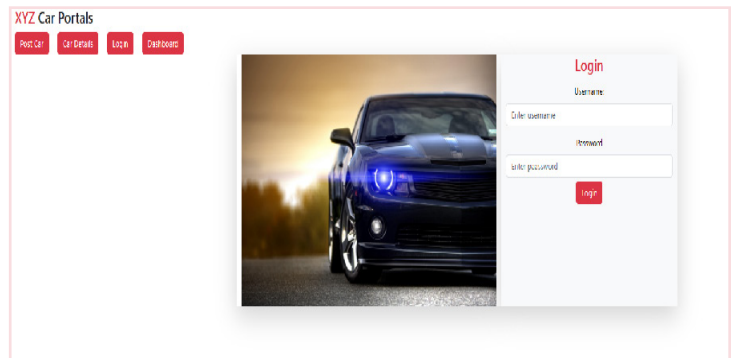 XYZ Car Portals
Post Car Car Details Login Dashboard
Login
Username:
Enter username
Password
Enter password
Login